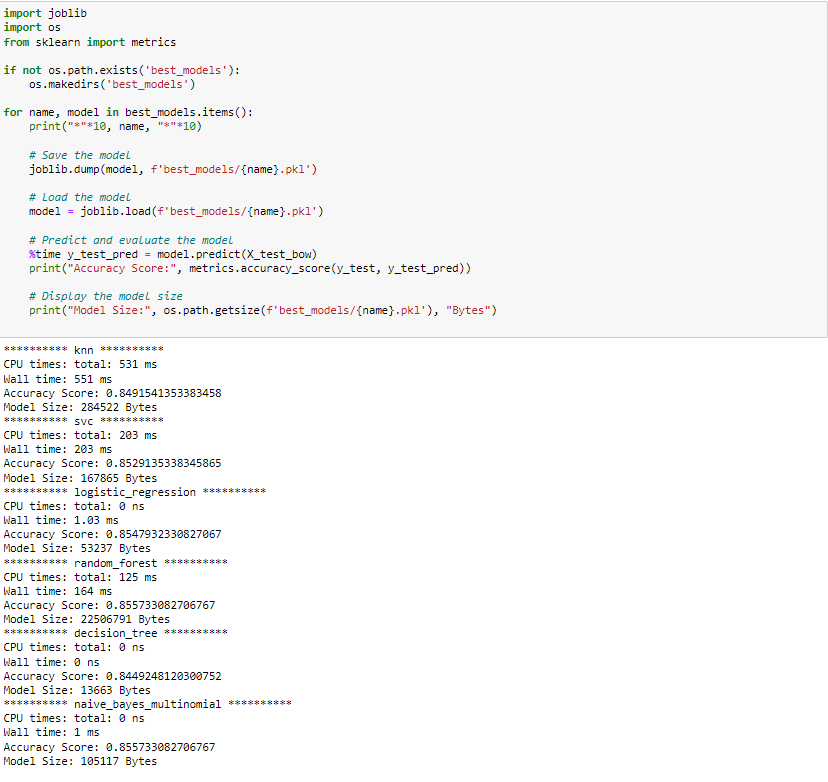 import joblib
import os
from sklearn import metrics
if not os.path.exists('best_models'):
    os.makedirs('best_models')
for name, model in best_models.items():
    print("*"*10, name, "*"*10)
    # Save the model
    joblib.dump(model, f'best_models/{name}.pkl')
    # Load the model
    model = joblib.load(f'best_models/{name}.pkl')
    # Predict and evaluate the model
    %time y_test_pred = model.predict(X_test_bow)
    print("Accuracy Score:", metrics.accuracy_score(y_test, y_test_pred))
    # Display the model size
    print("Model Size:", os.path.getsize(f'best_models/{name}.pkl'), "Bytes")
********** knn **********
CPU times: total: 531 ms
Wall time: 551 ms
Accuracy Score: 0.8491541353383458
Model Size: 284522 Bytes
********** svc **********
CPU times: total: 203 ms
Wall time: 203 ms
Accuracy Score: 0.8529135338345865
Model Size: 167865 Bytes
********** logistic_regression **********
CPU times: total: 0 ns
Wall time: 1.03 ms
Accuracy Score: 0.8547932330827067
Model Size: 53237 Bytes
********** random_forest **********
CPU times: total: 125 ms
Wall time: 164 ms
Accuracy Score: 0.855733082706767
Model Size: 22506791 Bytes
********** decision_tree **********
CPU times: total: 0 ns
Wall time: 0 ns
Accuracy Score: 0.8449248120300752
Model Size: 13663 Bytes
********** naive_bayes_multinomial **********
CPU times: total: 0 ns
Wall time: 1 ms
Accuracy Score: 0.855733082706767
Model Size: 105117 Bytes